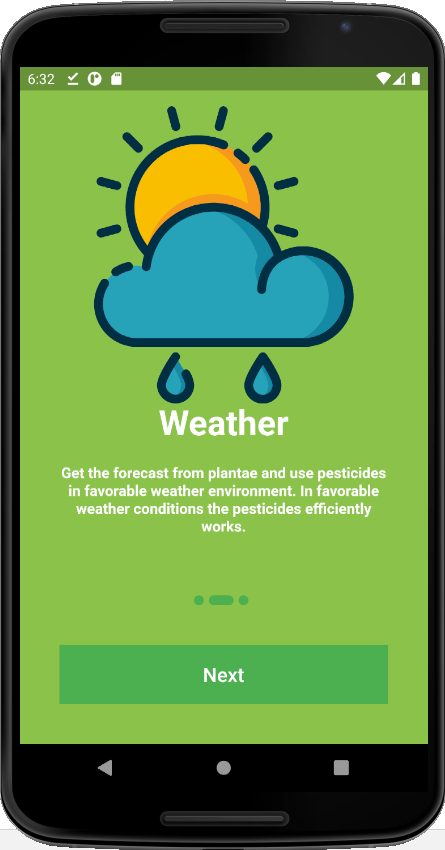 6:32
Weather
Get the forecast from plantae and use pesticides
in favorable weather environment. In favorable
weather conditions the pesticides efficiently
works.
Next